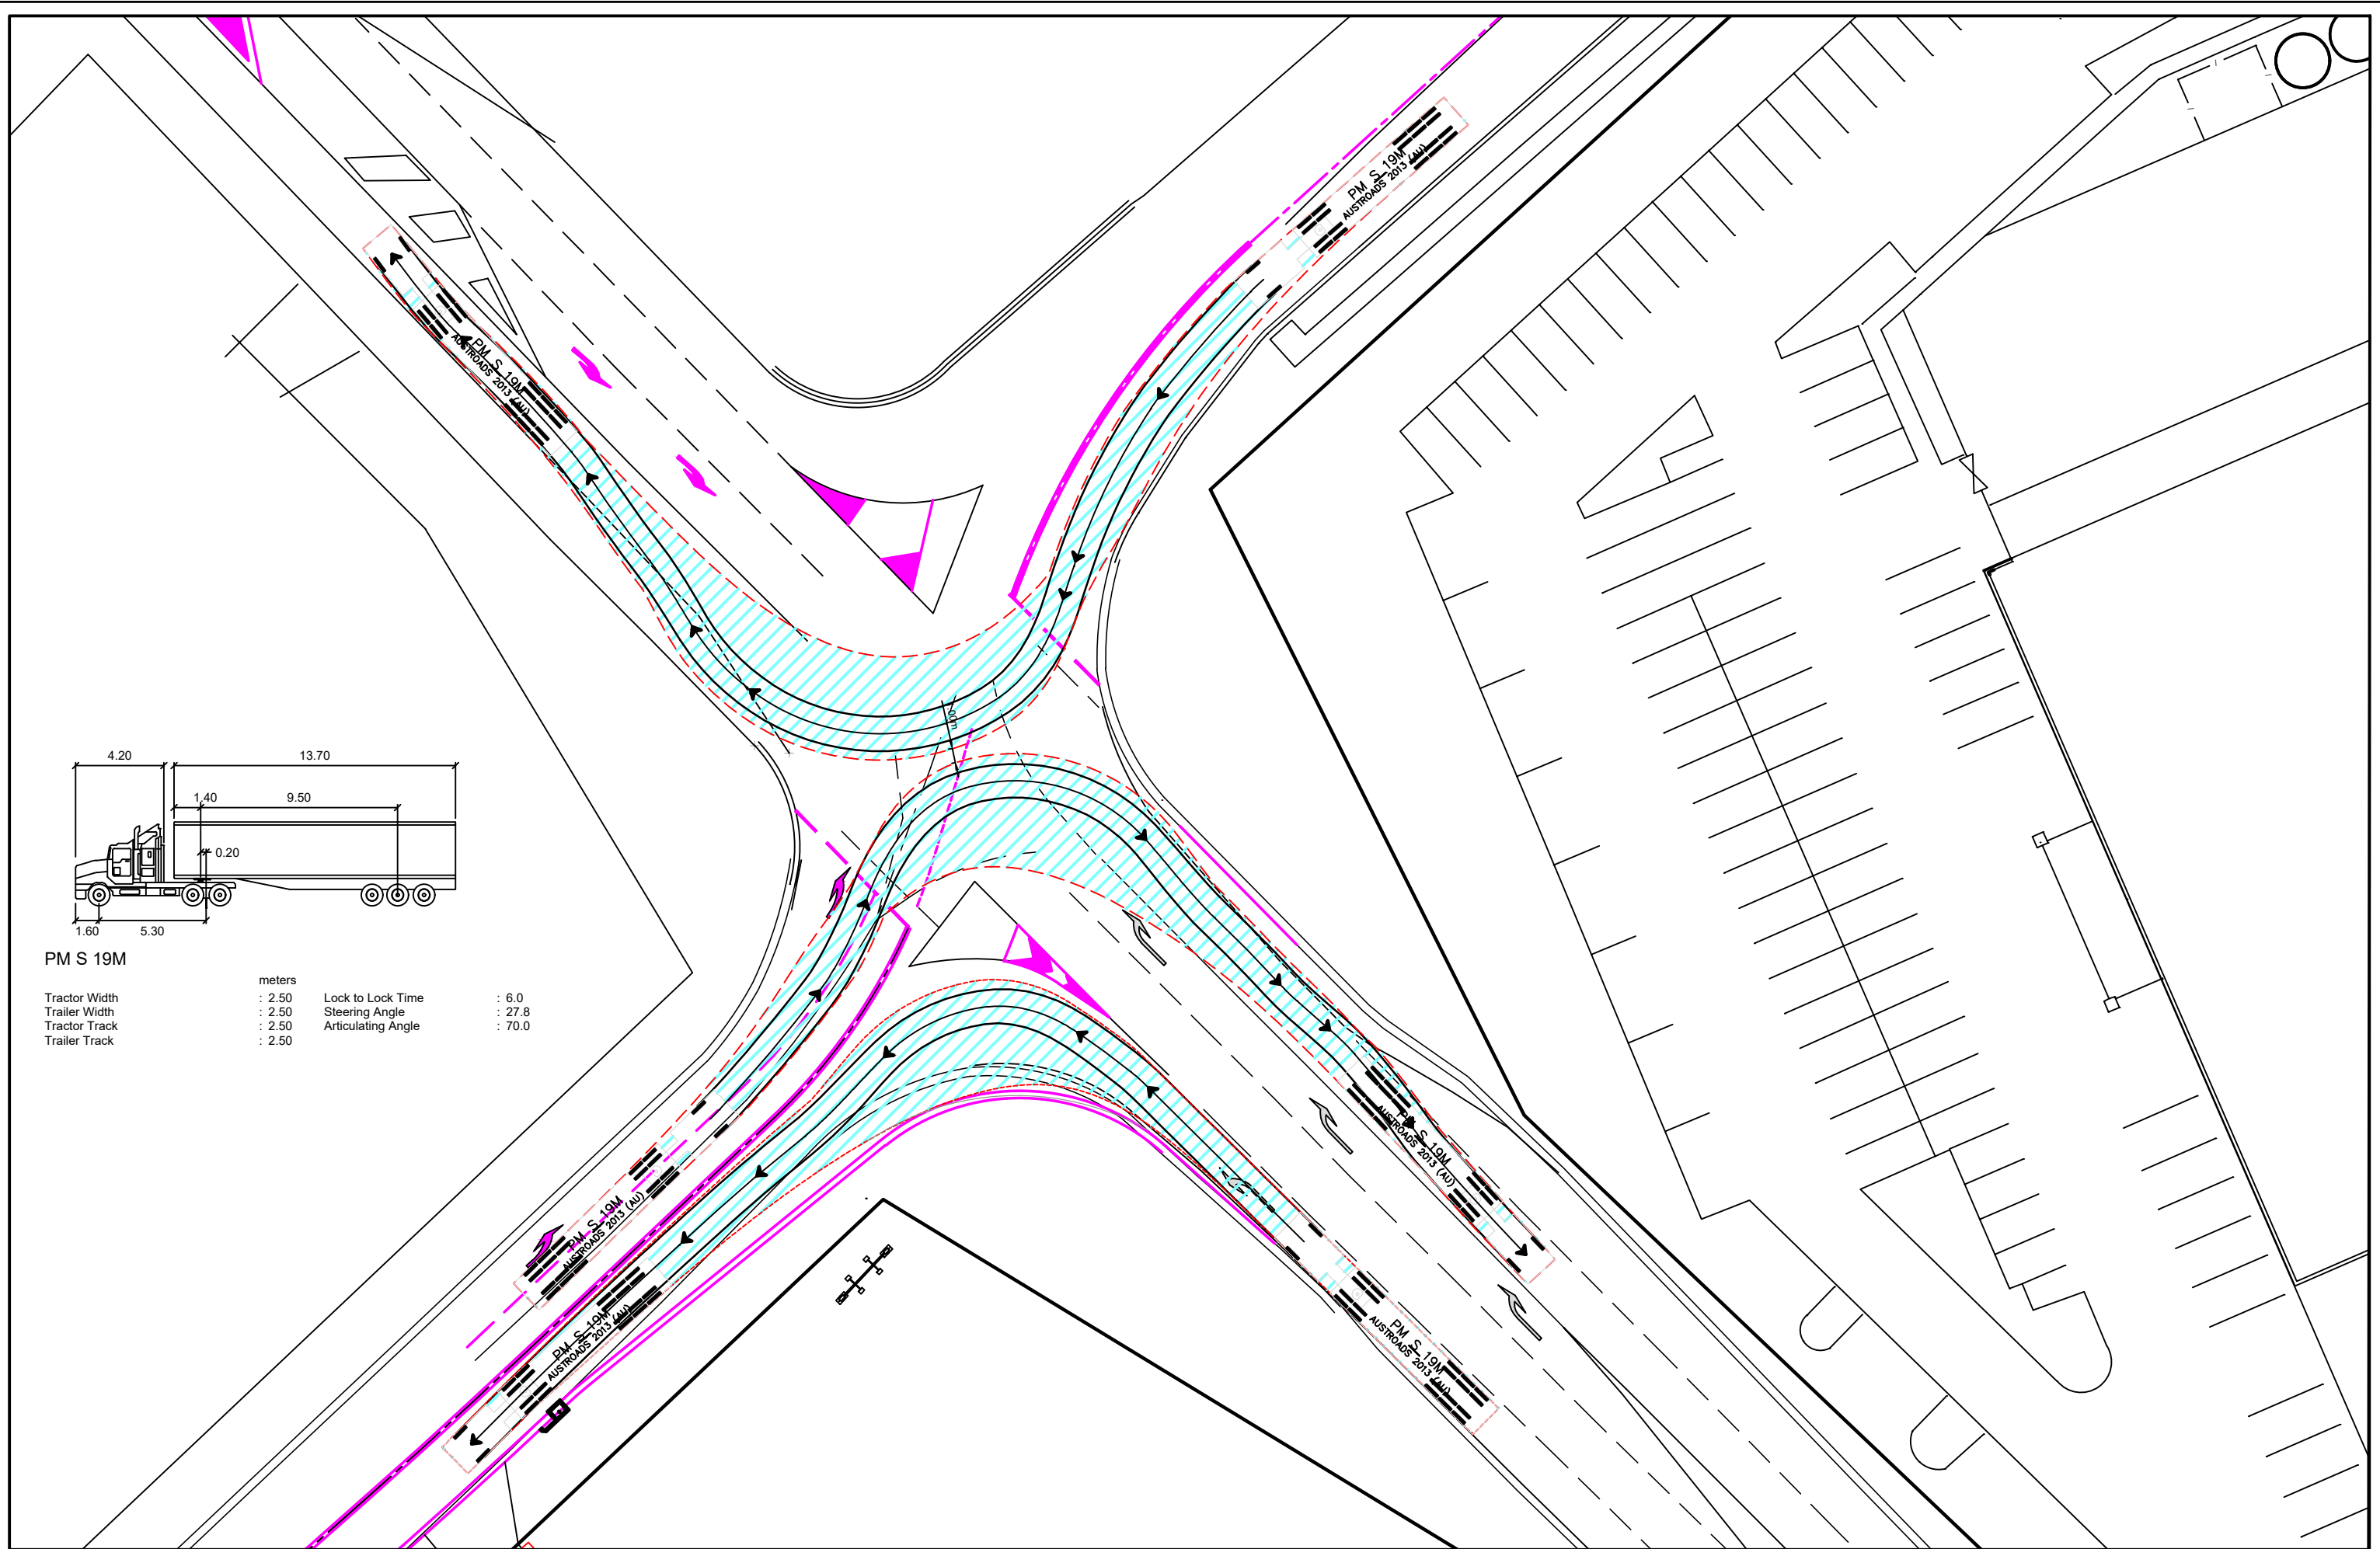 PM S 19M
AUSTROADS 2013 (AU)
PM S 19M
AUSTROADS 2013 (AU)
4.20
13.70
1.40
9.50
0.20
1.60
5.30
PM S 19M
meters
Tractor Width : 2.50 Lock to Lock Time : 6.0
Trailer Width : 2.50 Steering Angle : 27.8
Tractor Track : 2.50 Articulating Angle : 70.0
Trailer Track : 2.50
PM S 19M
AUSTROADS 2013 (AU)
PM S 19M
AUSTROADS 2013 (AU)
PM S 19M
AUSTROADS 2013 (AU)
PM S 19M
AUSTROADS 2013 (AU)